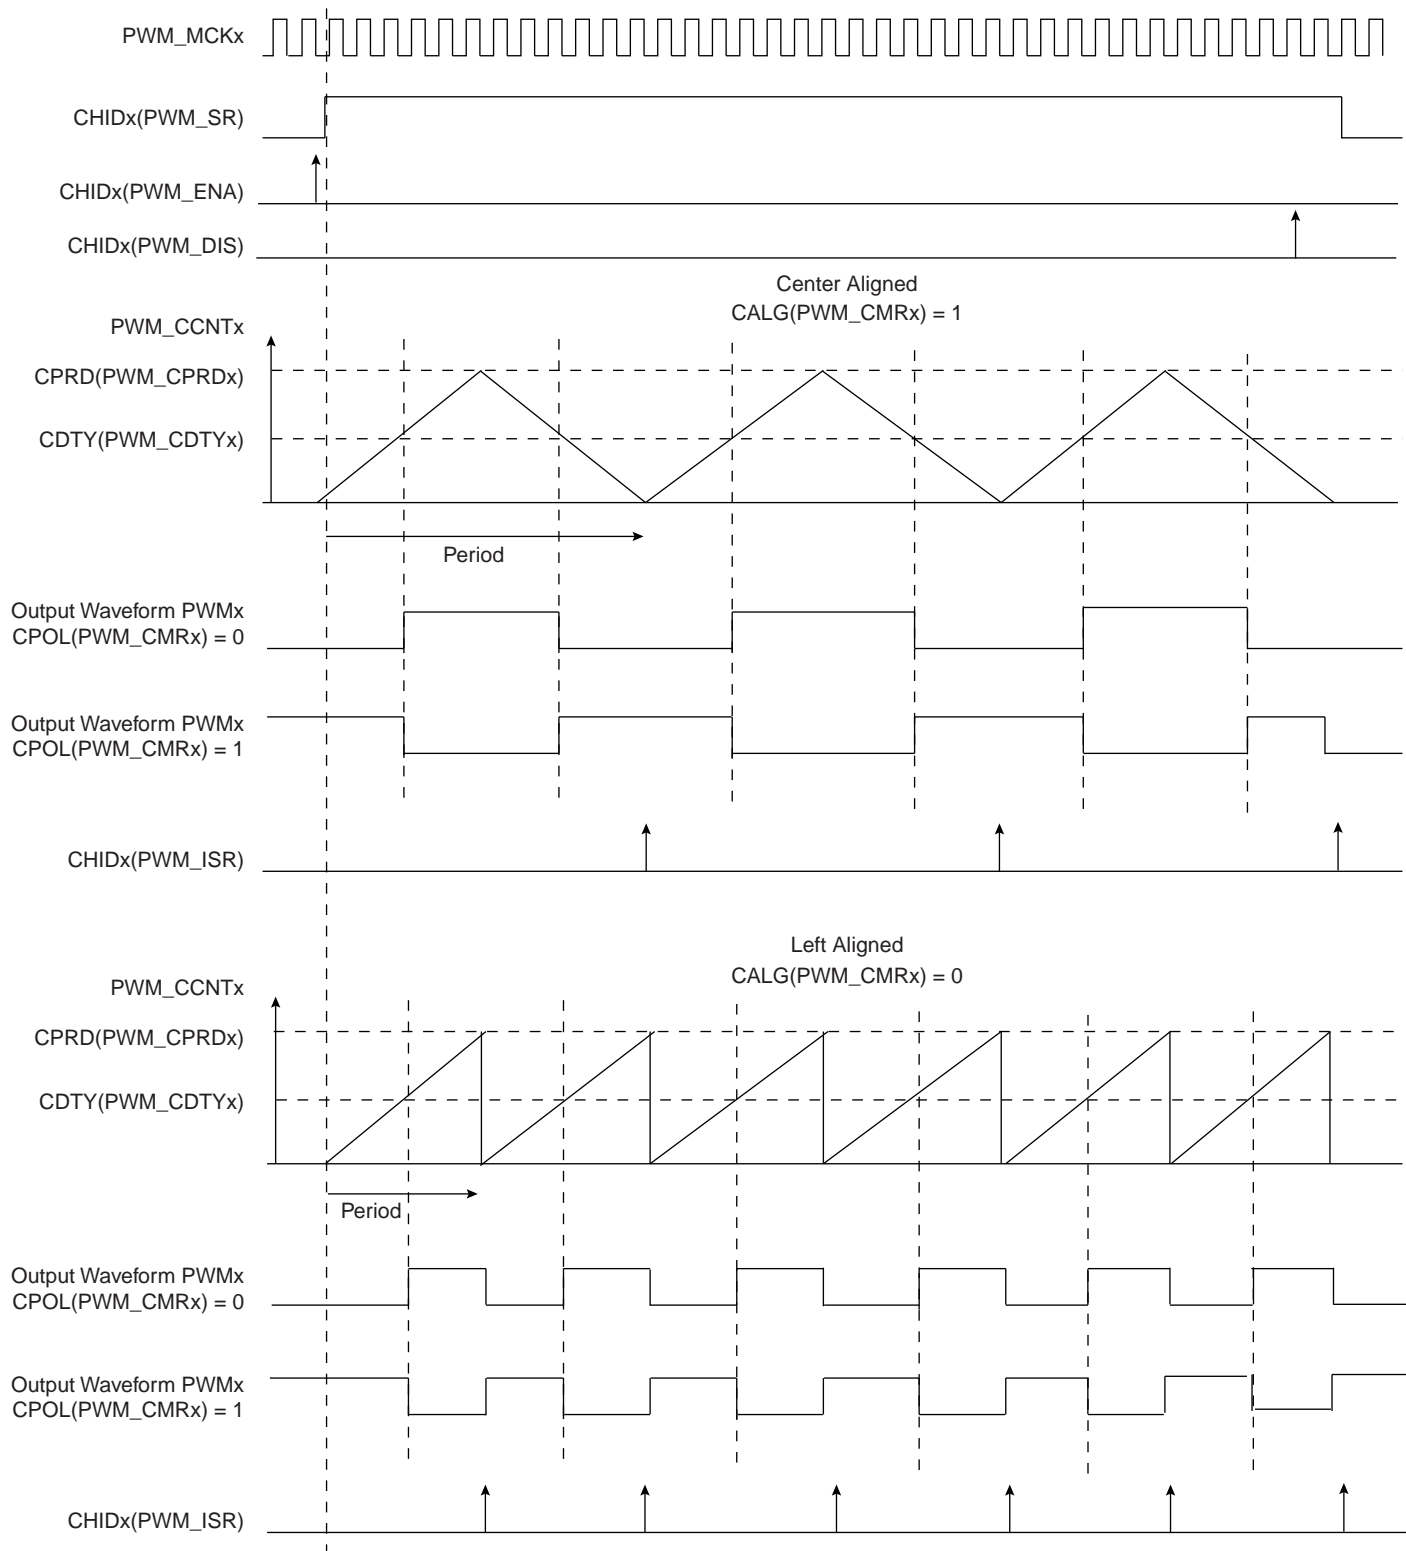 PWM_MCKx
CHIDx(PWM_SR)
CHIDx(PWM_ENA)
CHIDx(PWM_DIS)
Center Aligned
CALG(PWM_CMRx) = 1
PWM_CCNTx
CPRD(PWM_CPRDx)
CDTY(PWM_CDTYx)
Period
Output Waveform PWMx
CPOL(PWM_CMRx) = 0
Output Waveform PWMx
CPOL(PWM_CMRx) = 1
CHIDx(PWM_ISR)
Left Aligned
CALG(PWM_CMRx) = 0
PWM_CCNTx
CPRD(PWM_CPRDx)
CDTY(PWM_CDTYx)
Period
Output Waveform PWMx
CPOL(PWM_CMRx) = 0
Output Waveform PWMx
CPOL(PWM_CMRx) = 1
CHIDx(PWM_ISR)